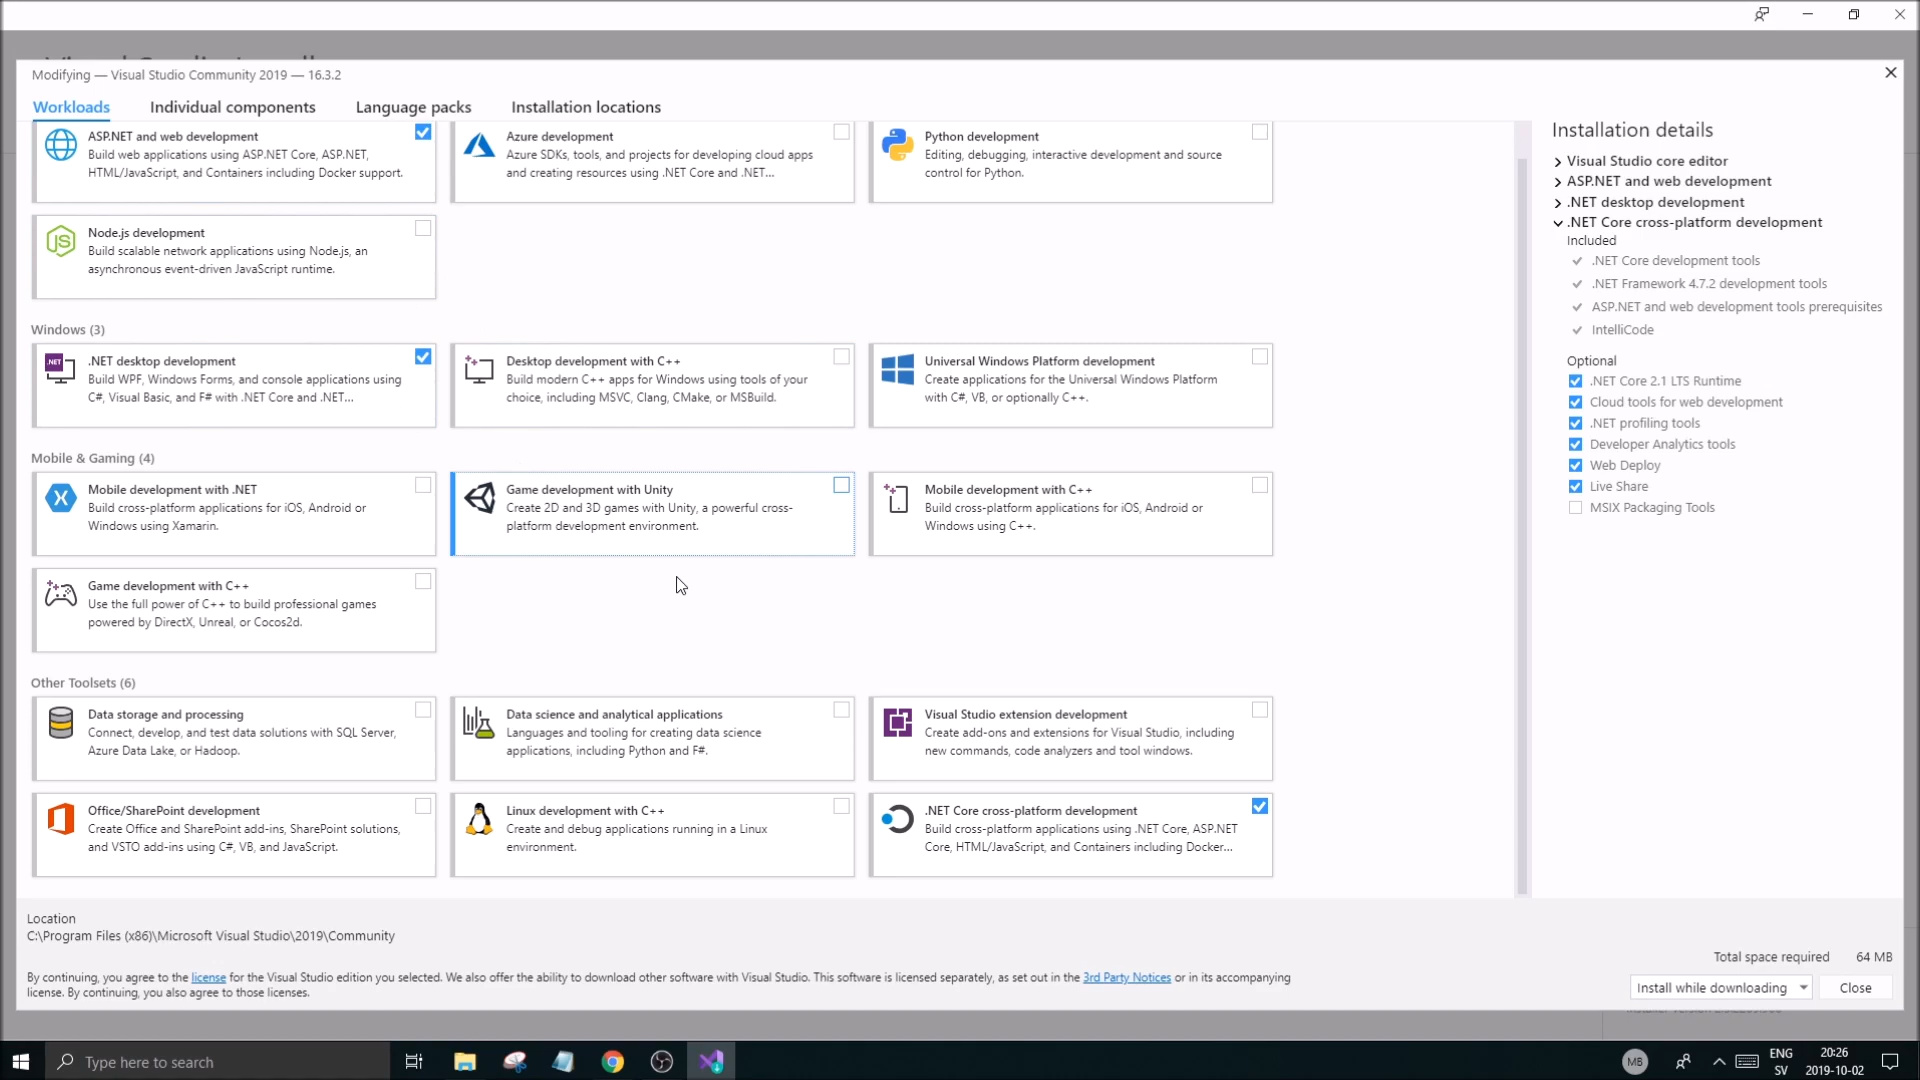 Modifying — Visual Studio Community 2019 — 16.3.2
Workloads
Individual components
Language packs
Installation locations
ASP.NET and web development
Build web applications using ASP.NET Core, ASP.NET,
HTML/JavaScript, and Containers including Docker support.
Azure development
Azure SDKs, tools, and projects for developing cloud apps
and creating resources using .NET Core and .NET...
Python development
Editing, debugging, interactive development and source
control for Python.
Node.js development
Build scalable network applications using Node.js, an
asynchronous event-driven JavaScript runtime.
Windows (3)
.NET desktop development
Build WPF, Windows Forms, and console applications using
C#, Visual Basic, and F# with .NET Core and .NET...
Desktop development with C++
Build modern C++ apps for Windows using tools of your
choice, including MSVC, Clang, CMake, or MSBuild.
Universal Windows Platform development
Create applications for the Universal Windows Platform
with C#, VB, or optionally C++.
Mobile & Gaming (4)
Mobile development with .NET
Build cross-platform applications for iOS, Android or
Windows using Xamarin.
Game development with Unity
Create 2D and 3D games with Unity, a powerful cross-
platform development environment.
Mobile development with C++
Build cross-platform applications for iOS, Android or
Windows using C++.
Game development with C++
Use the full power of C++ to build professional games
powered by DirectX, Unreal, or Cocos2d.
Other Toolsets (6)
Data storage and processing
Connect, develop, and test data solutions with SQL Server,
Azure Data Lake, or Hadoop.
Data science and analytical applications
Languages and tooling for creating data science
applications, including Python and F#.
Visual Studio extension development
Create add-ons and extensions for Visual Studio, including
new commands, code analyzers and tool windows.
Office/SharePoint development
Create Office and SharePoint add-ins, SharePoint solutions,
and VSTO add-ins using C#, VB, and JavaScript.
Linux development with C++
Create and debug applications running in a Linux
environment.
.NET Core cross-platform development
Build cross-platform applications using .NET Core, ASP.NET
Core, HTML/JavaScript, and Containers including Docker...
Installation details
Visual Studio core editor
ASP.NET and web development
.NET desktop development
.NET Core cross-platform development
Included
.NET Core development tools
.NET Framework 4.7.2 development tools
ASP.NET and web development tools prerequisites
IntelliCode
Optional
.NET Core 2.1 LTS Runtime
Cloud tools for web development
.NET profiling tools
Developer Analytics tools
Web Deploy
Live Share
MSIX Packaging Tools
Location
C:\Program Files (x86)\Microsoft Visual Studio\2019\Community
By continuing, you agree to the license for the Visual Studio edition you selected. We also offer the ability to download other software with Visual Studio. This software is licensed separately, as set out in the 3rd Party Notices or in its accompanying
license. By continuing, you also agree to those licenses.
Total space required 64 MB
Install while downloading
Close
Type here to search
MB
ENG
SV
20:26
2019-10-02